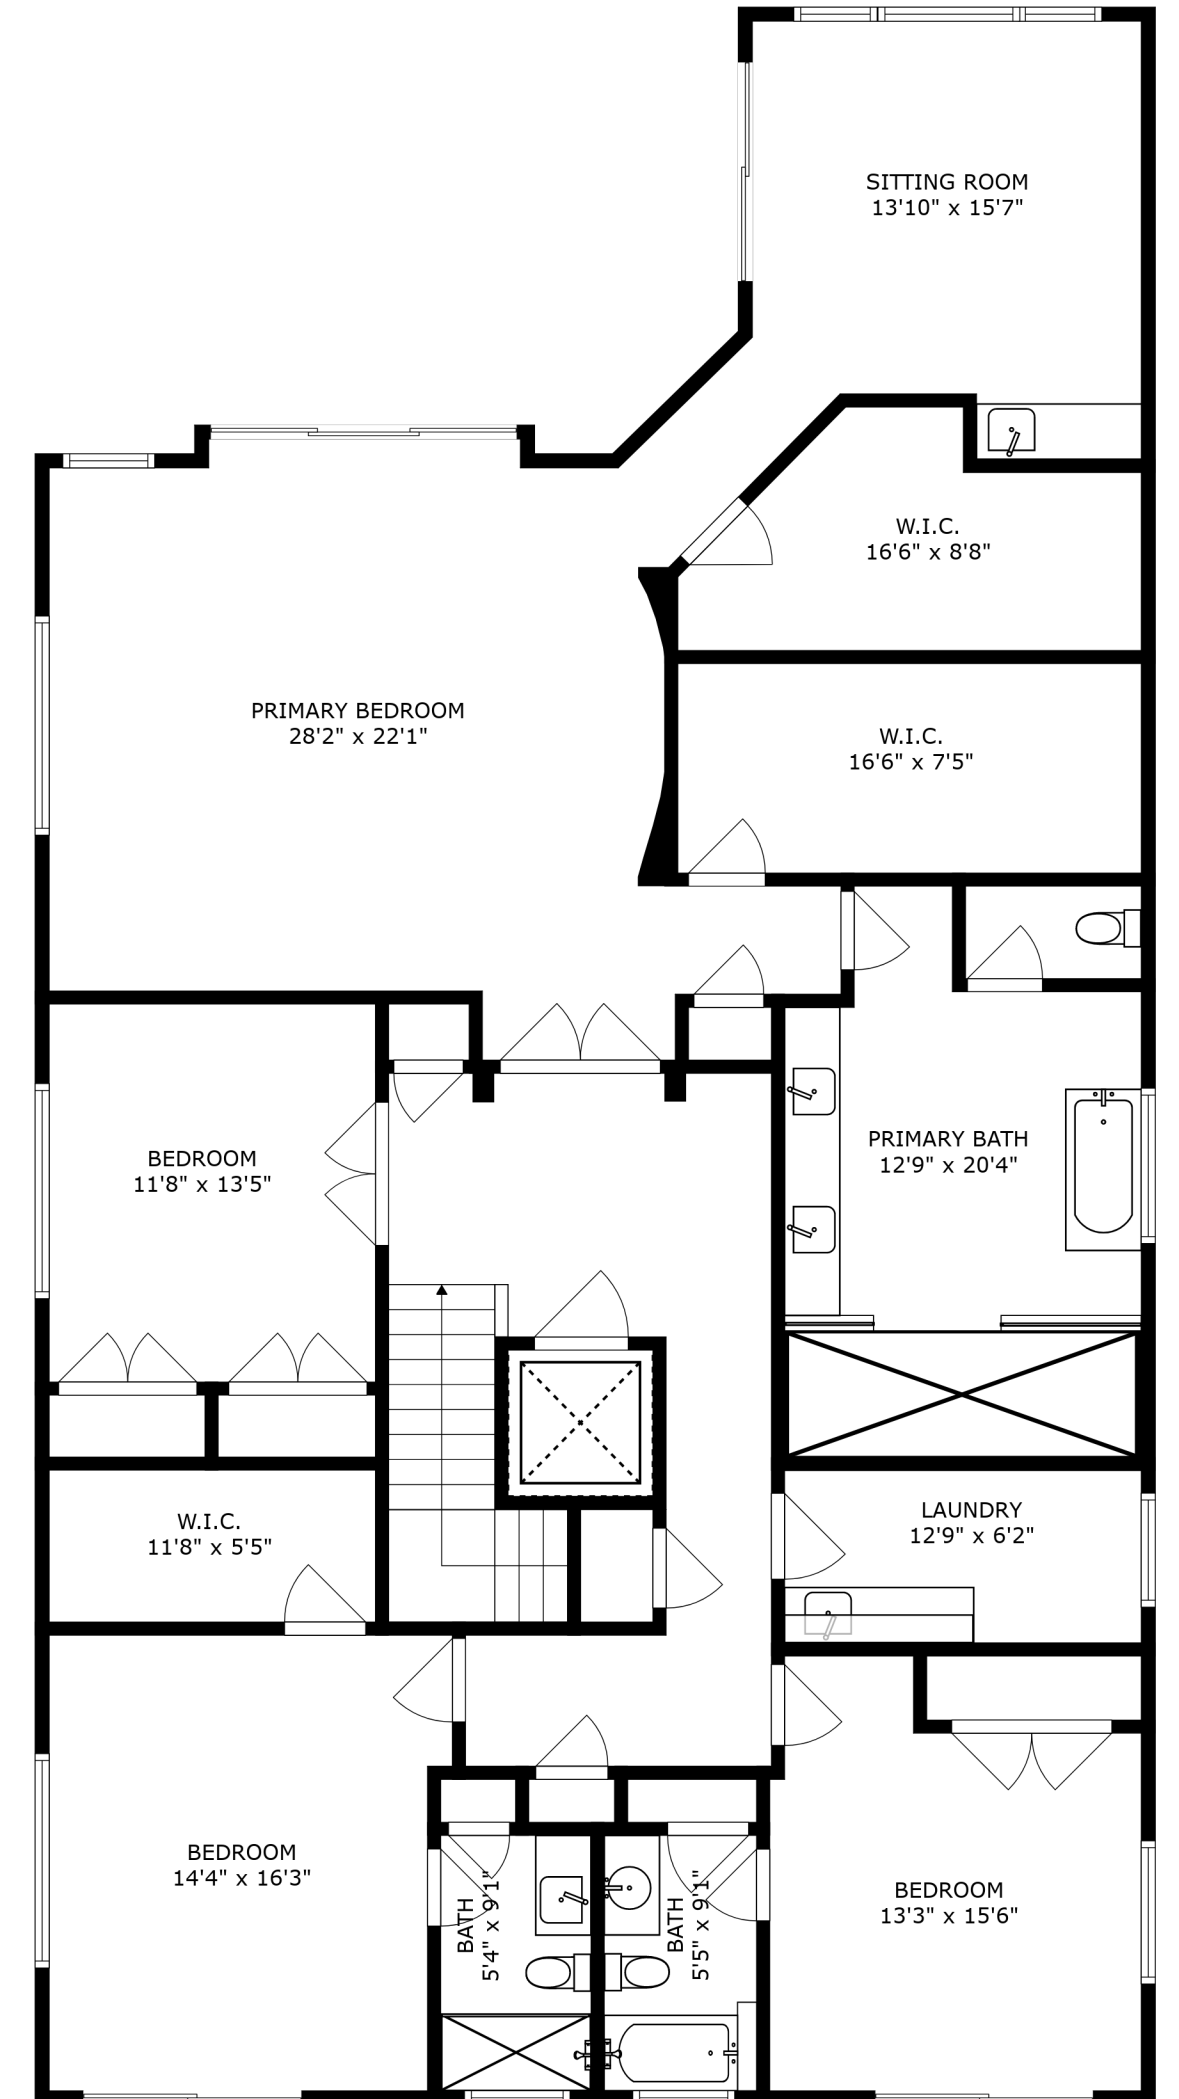 SITTING ROOM
13'10" x 15'7"
W.I.C.
16'6" x 8'8"
PRIMARY BEDROOM
28'2" x 22'1"
W.I.C.
16'6" x 7'5"
BEDROOM
11'8" x 13'5"
PRIMARY BATH
12'9" x 20'4"
W.I.C.
11'8" x 5'5"
LAUNDRY
12'9" x 6'2"
BEDROOM
14'4" x 16'3"
BATH
5'4" x 9'1"
BATH
5'5" x 9'1"
BEDROOM
13'3" x 15'6"